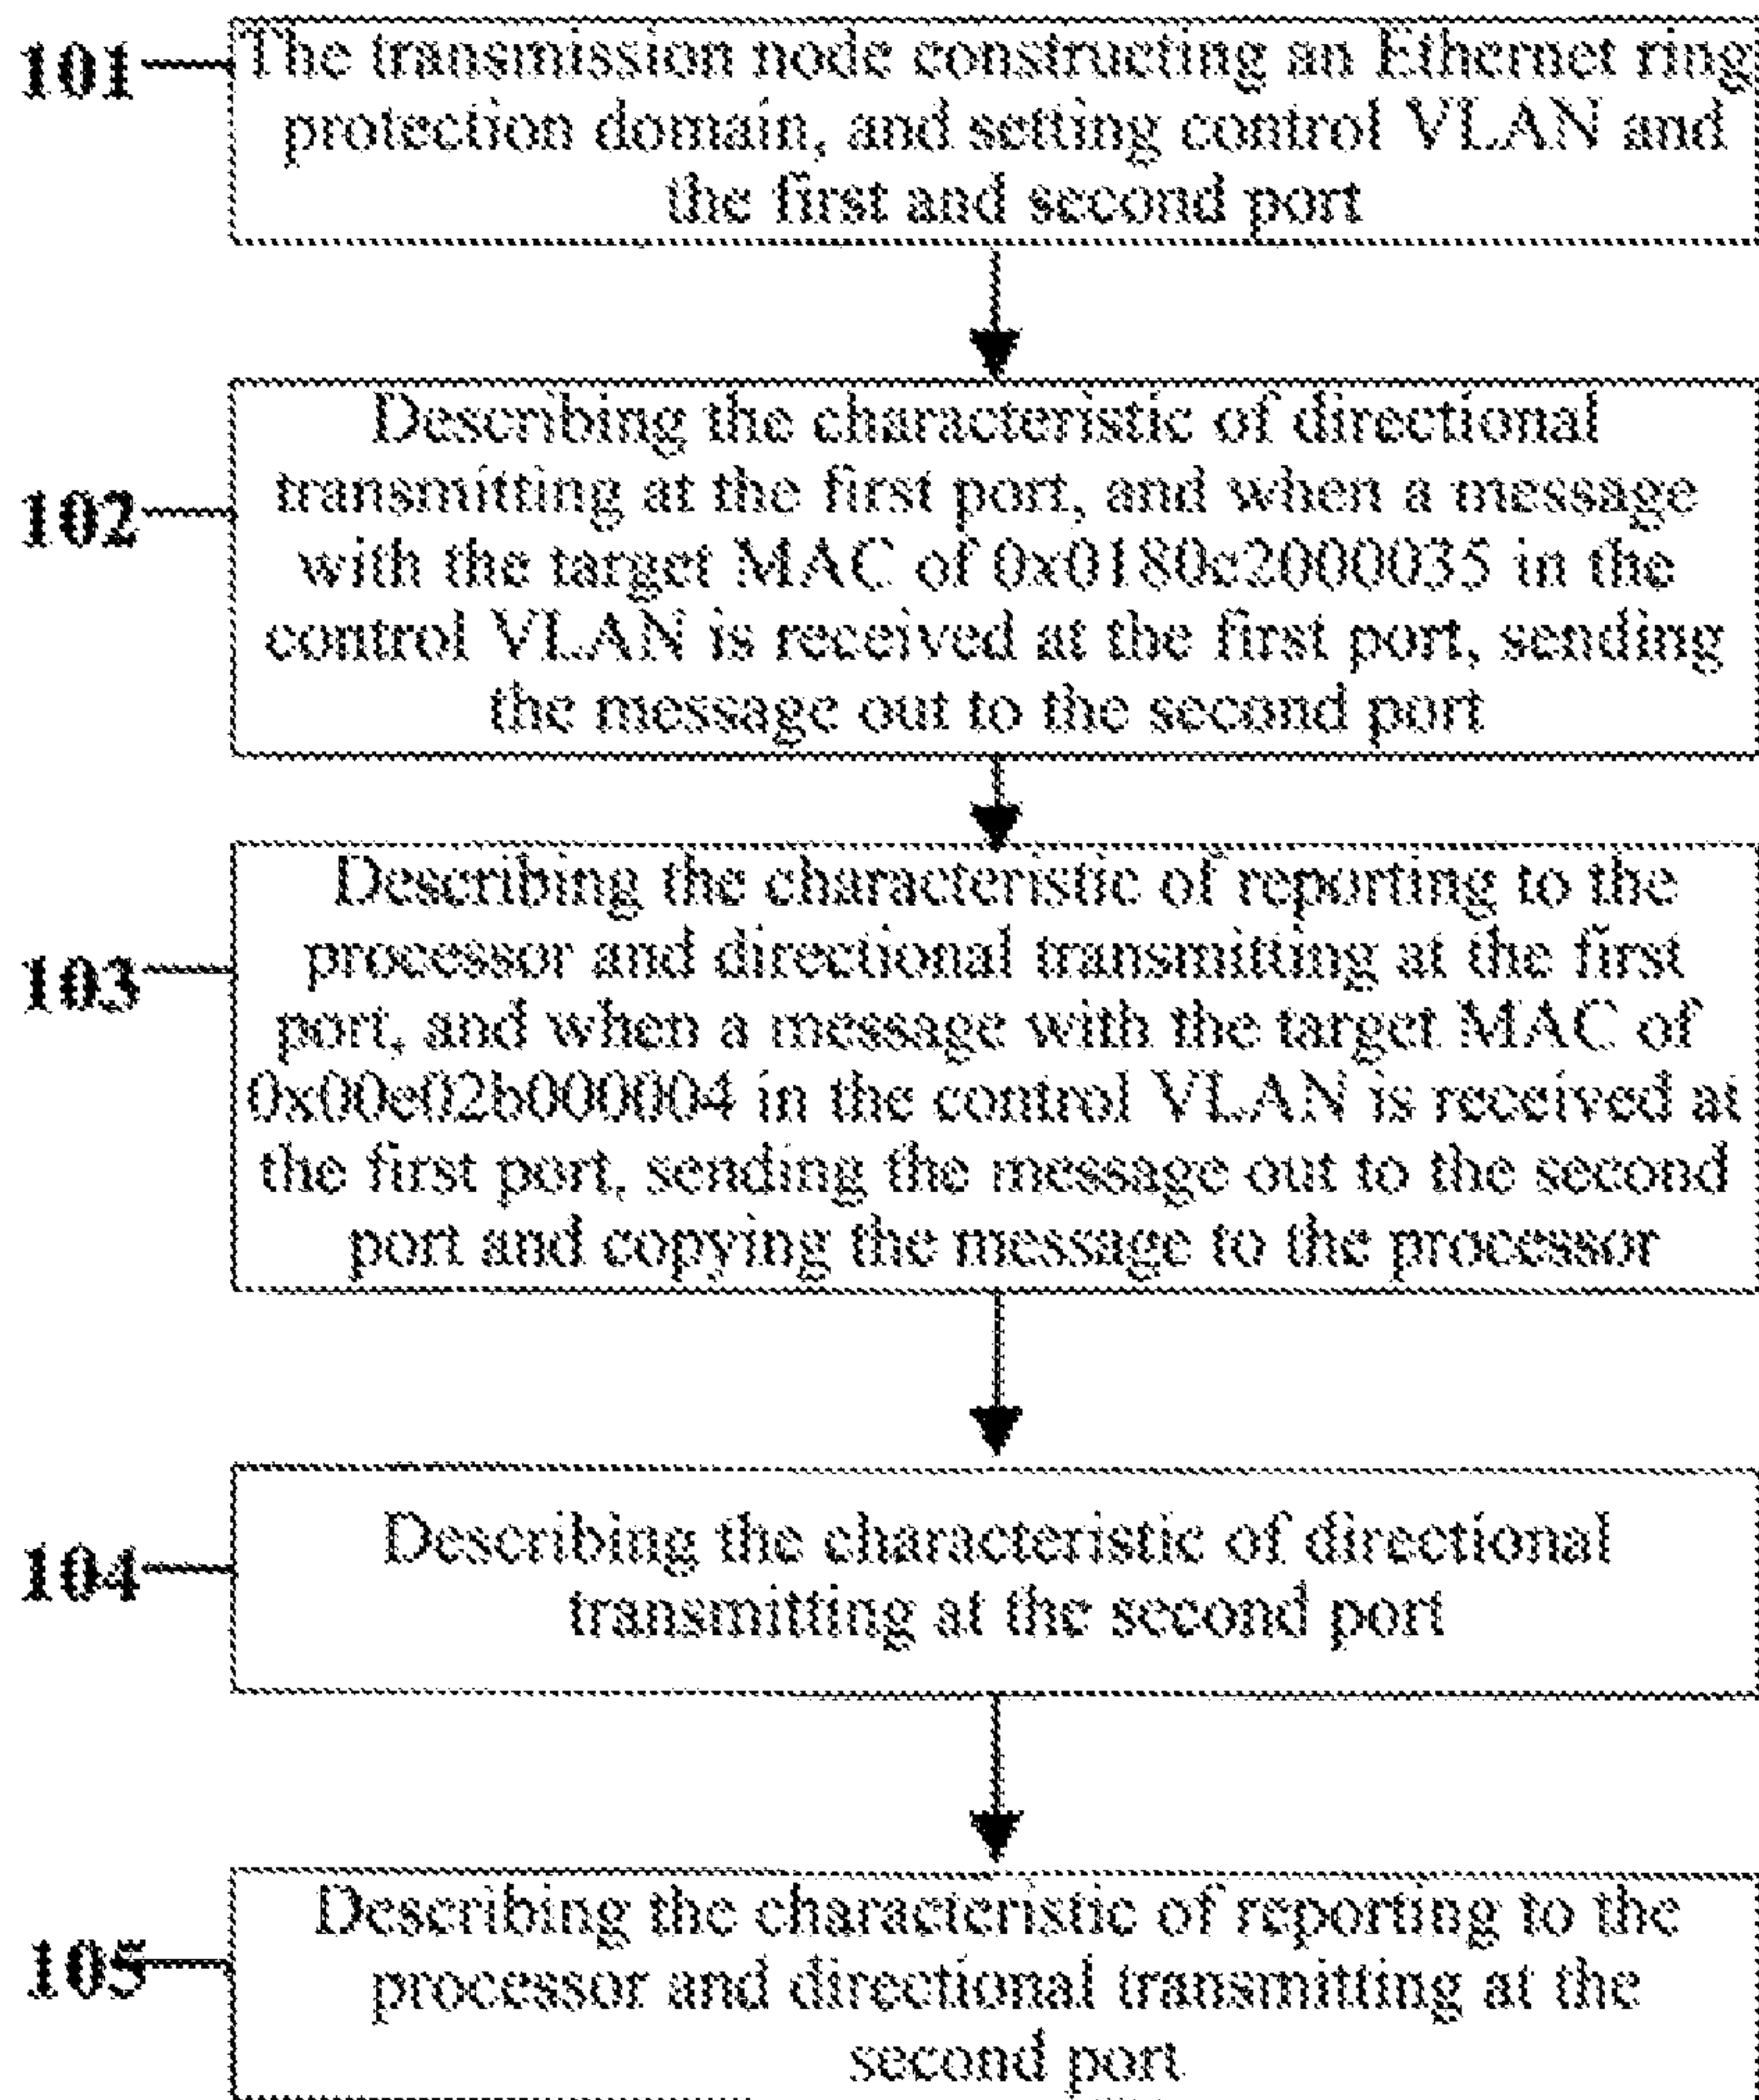 101
The transmission node constructing an Ethernet ring
protection domain, and setting control VLAN and
the first and second port
102
Describing the characteristic of directional
transmitting at the first port, and when a message
with the target MAC of 0x0180c2000035 in the
control VLAN is received at the first port, sending
the message out to the second port
103
Describing the characteristic of reporting to the
processor and directional transmitting at the first
port, and when a message with the target MAC of
0x00e02b000004 in the control VLAN is received at
the first port, sending the message out to the second
port and copying the message to the processor
104
Describing the characteristic of directional
transmitting at the second port
105
Describing the characteristic of reporting to the
processor and directional transmitting at the
second port